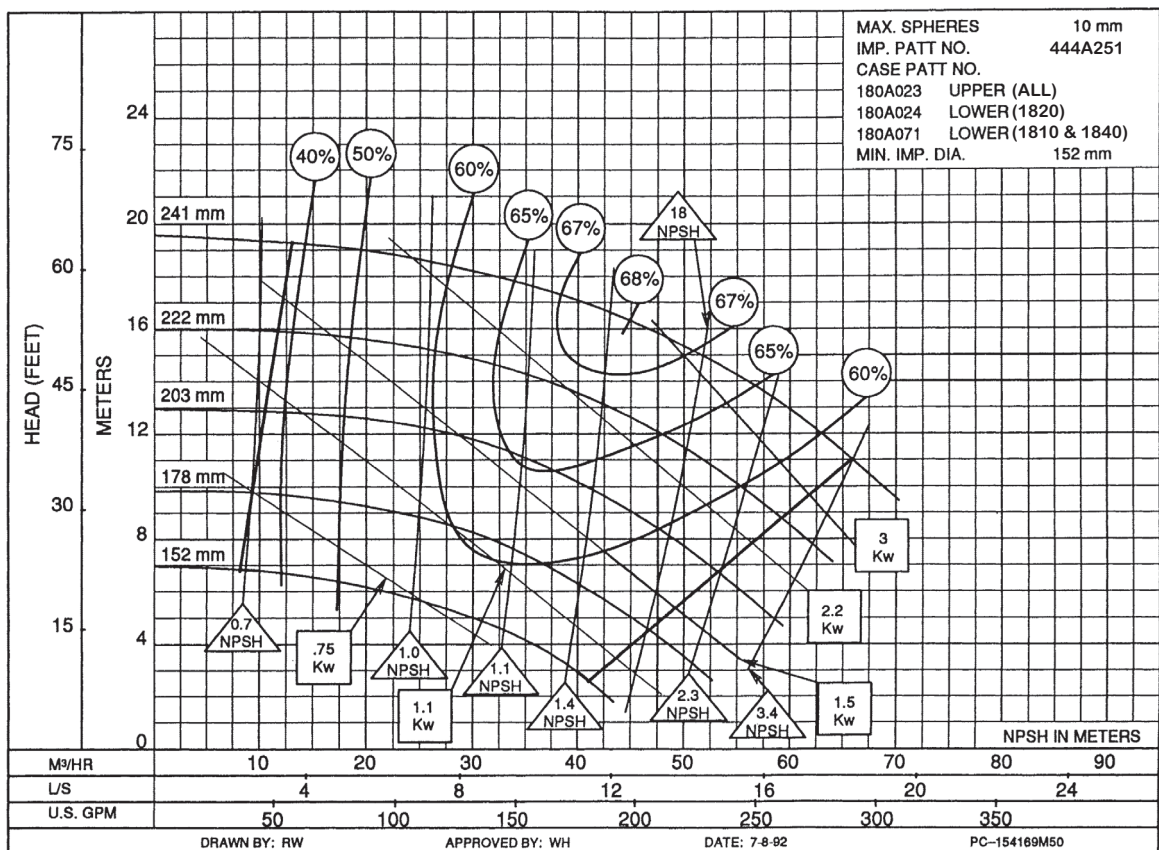 MAX. SPHERES 10 mm
IMP. PATT NO. 444A251
CASE PATT NO.
180A023 UPPER (ALL)
180A024 LOWER (1820)
180A071 LOWER (1810 & 1840)
MIN. IMP. DIA. 152 mm
HEAD (FEET)
75
60
45
30
15
METERS
24
20
16
12
8
4
0
241 mm
222 mm
203 mm
178 mm
152 mm
40%
50%
60%
65%
67%
68%
67%
65%
60%
18
NPSH
0.7
NPSH
.75
Kw
1.0
NPSH
1.1
Kw
1.1
NPSH
1.4
NPSH
2.3
NPSH
3.4
NPSH
1.5
Kw
2.2
Kw
3
Kw
NPSH IN METERS
M³/HR 10 20 30 40 50 60 70 80 90
L/S 4 8 12 16 20 24
U.S. GPM 50 100 150 200 250 300 350
DRAWN BY: RW APPROVED BY: WH DATE: 7-8-92 PC-154169M50